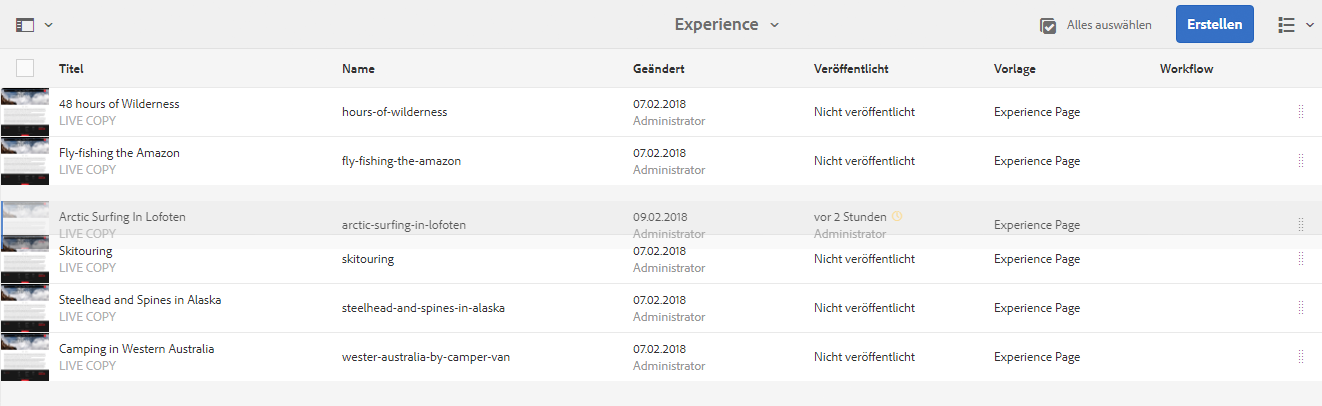 Experience
Alles auswählen
Erstellen
Titel Name Geändert Veröffentlicht Vorlage Workflow
48 hours of Wilderness
LIVE COPY
hours-of-wilderness
07.02.2018
Administrator
Nicht veröffentlicht
Experience Page
Fly-fishing the Amazon
LIVE COPY
fly-fishing-the-amazon
07.02.2018
Administrator
Nicht veröffentlicht
Experience Page
Arctic Surfing In Lofoten
LIVE COPY
arctic-surfing-in-lofoten
09.02.2018
Administrator
vor 2 Stunden
Administrator
Experience Page
Skitouring
LIVE COPY
skitouring
07.02.2018
Administrator
Nicht veröffentlicht
Experience Page
Steelhead and Spines in Alaska
LIVE COPY
steelhead-and-spines-in-alaska
07.02.2018
Administrator
Nicht veröffentlicht
Experience Page
Camping in Western Australia
LIVE COPY
wester-australia-by-camper-van
07.02.2018
Administrator
Nicht veröffentlicht
Experience Page